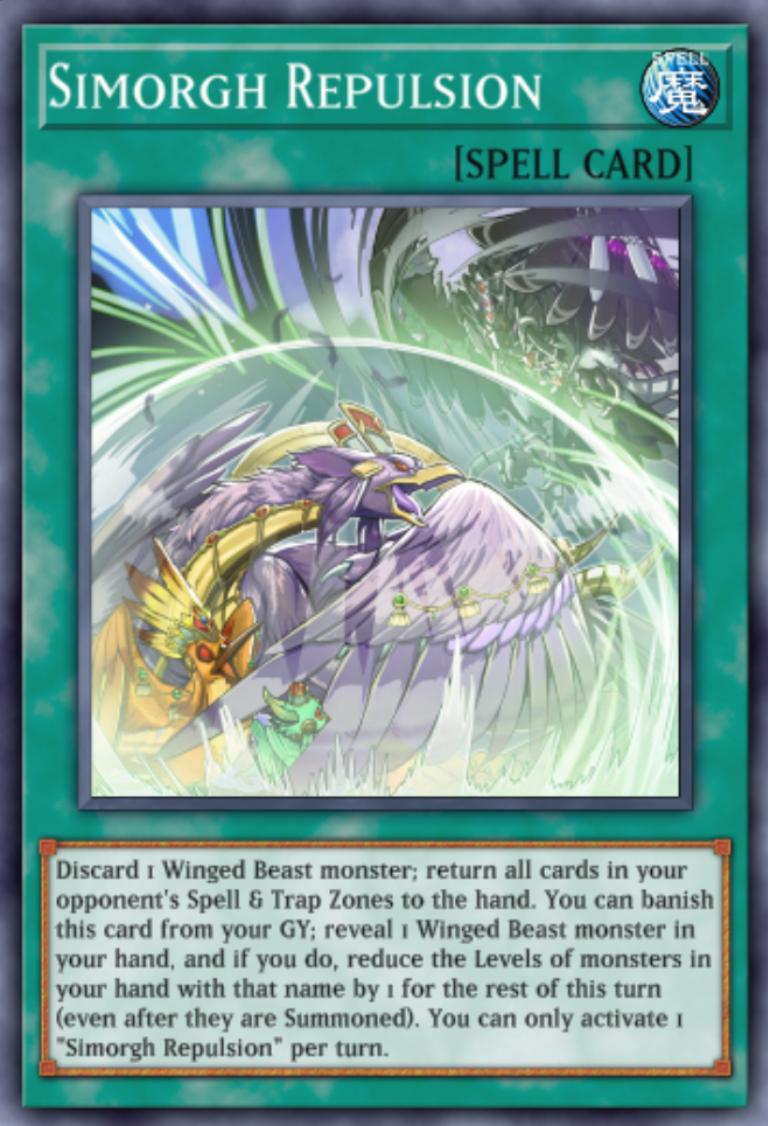 SIMORGH REPULSION
SPELL
魔
[SPELL CARD]
Discard 1 Winged Beast monster; return all cards in your
opponent's Spell & Trap Zones to the hand. You can banish
this card from your GY; reveal 1 Winged Beast monster in
your hand, and if you do, reduce the Levels of monsters in
your hand with that name by 1 for the rest of this turn
(even after they are Summoned). You can only activate 1
"Simorgh Repulsion" per turn.